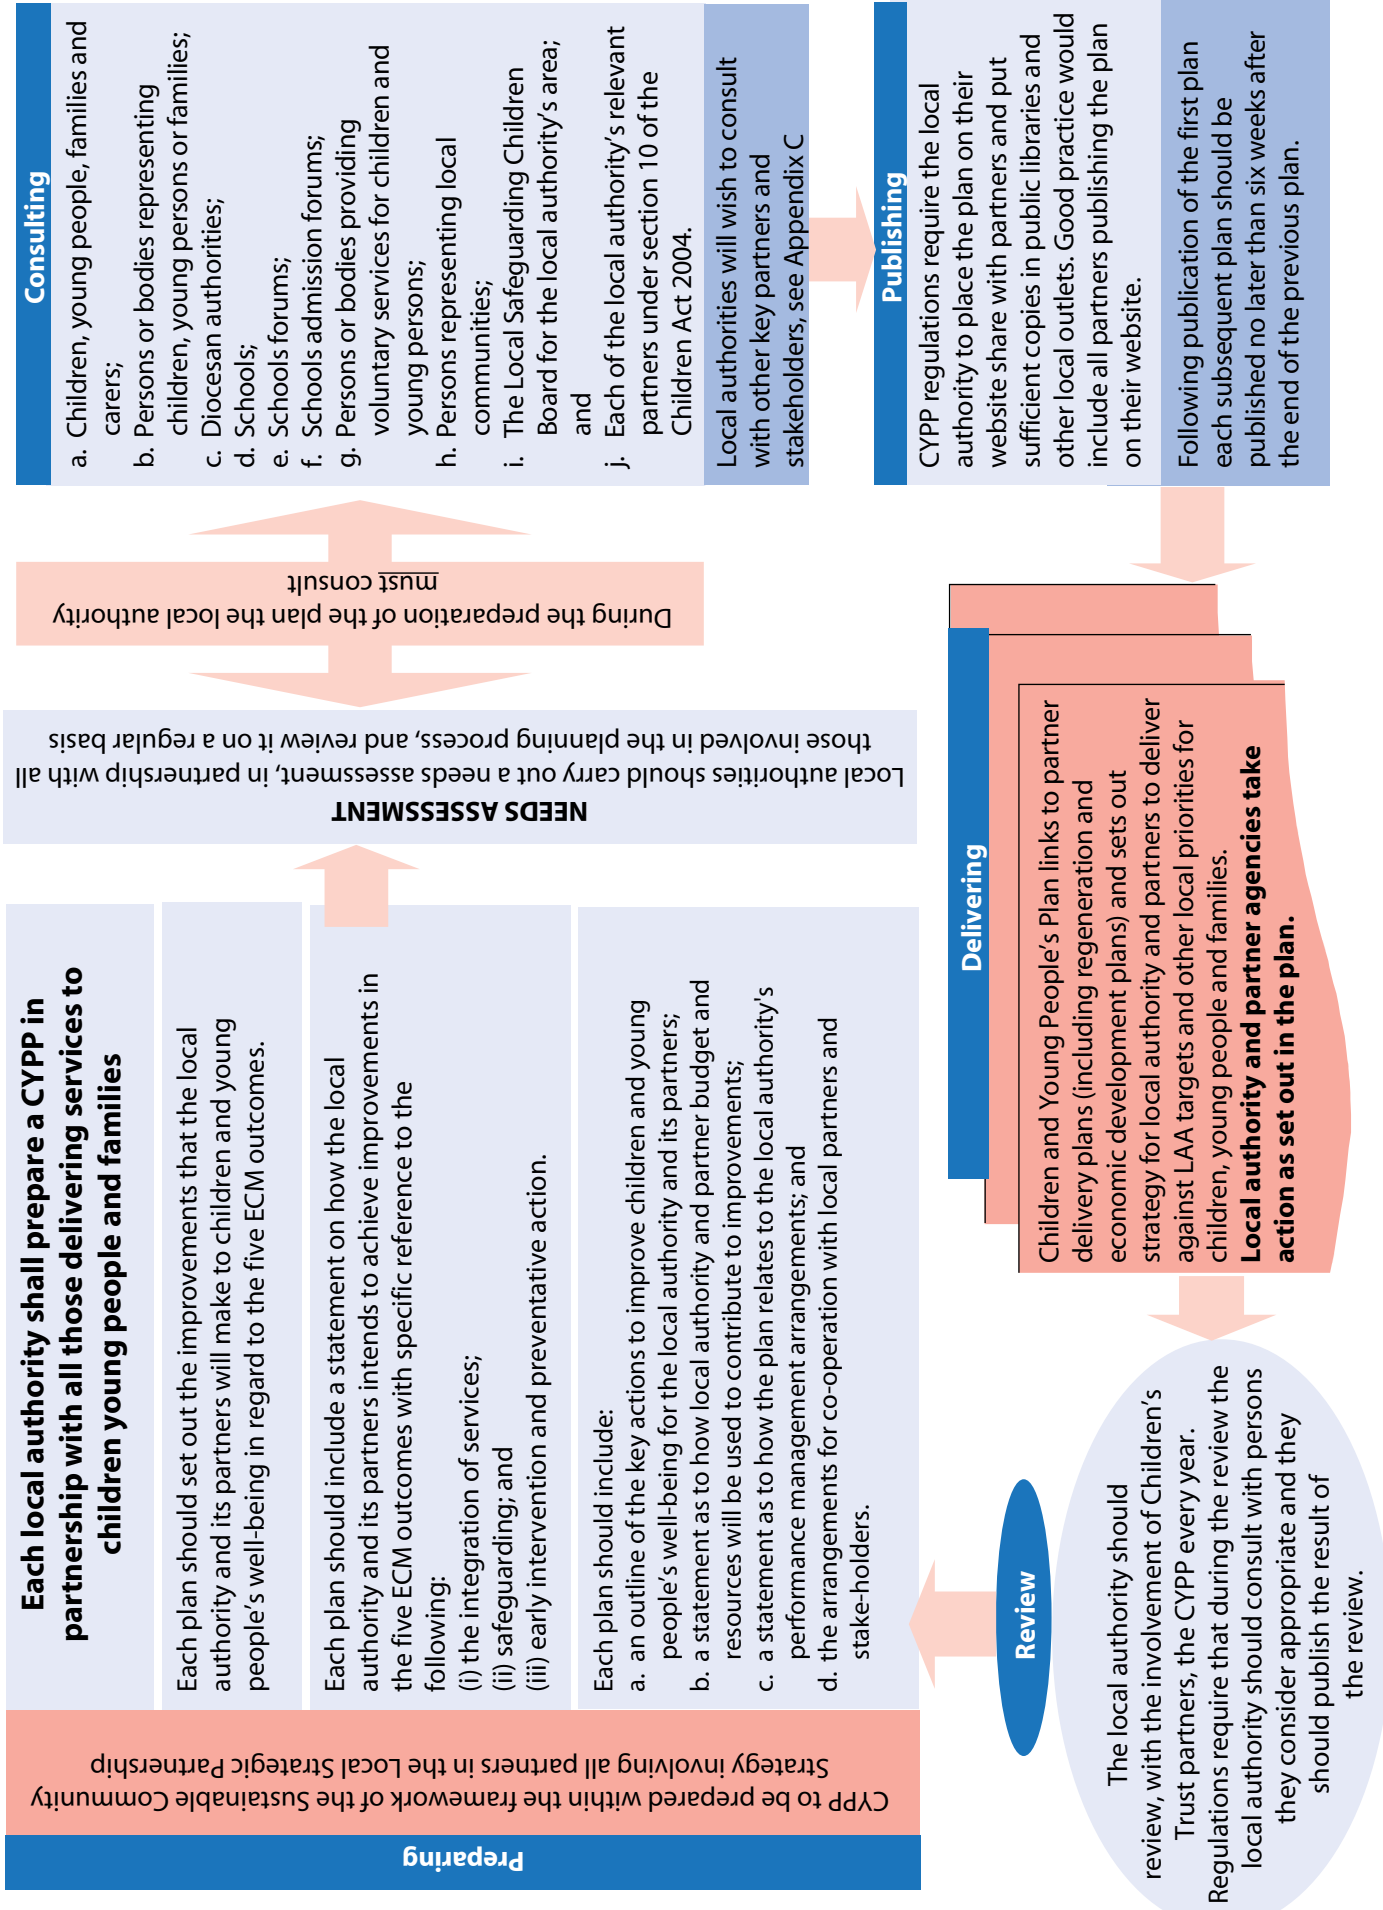 Preparing
CYPP to be prepared within the framework of the Sustainable Community
Strategy involving all partners in the Local Strategic Partnership
Each local authority shall prepare a CYPP in
partnership with all those delivering services to
children young people and families
Each plan should set out the improvements that the local
authority and its partners will make to children and young
people's well-being in regard to the five ECM outcomes.
Each plan should include a statement on how the local
authority and its partners intends to achieve improvements in
the five ECM outcomes with specific reference to the
following:
(i) the integration of services;
(ii) safeguarding; and
(iii) early intervention and preventative action.
Each plan should include:
a. an outline of the key actions to improve children and young
people's well-being for the local authority and its partners;
b. a statement as to how local authority and partner budget and
resources will be used to contribute to improvements;
c. a statement as to how the plan relates to the local authority's
performance management arrangements; and
d. the arrangements for co-operation with local partners and
stake-holders.
NEEDS ASSESSMENT
Local authorities should carry out a needs assessment, in partnership with all
those involved in the planning process, and review it on a regular basis
During the preparation of the plan the local authority
must consult
Consulting
a. Children, young people, families and
carers;
b. Persons or bodies representing
children, young persons or families;
c. Diocesan authorities;
d. Schools;
e. Schools forums;
f. Schools admission forums;
g. Persons or bodies providing
voluntary services for children and
young persons;
h. Persons representing local
communities;
i. The Local Safeguarding Children
Board for the local authority's area;
and
j. Each of the local authority's relevant
partners under section 10 of the
Children Act 2004.
Local authorities will wish to consult
with other key partners and
stakeholders, see Appendix C
Publishing
CYPP regulations require the local
authority to place the plan on their
website share with partners and put
sufficient copies in public libraries and
other local outlets. Good practice would
include all partners publishing the plan
on their website.
Following publication of the first plan
each subsequent plan should be
published no later than six weeks after
the end of the previous plan.
Delivering
Children and Young People's Plan links to partner
delivery plans (including regeneration and
economic development plans) and sets out
strategy for local authority and partners to deliver
against LAA targets and other local priorities for
children, young people and families.
Local authority and partner agencies take
action as set out in the plan.
Review
The local authority should
review, with the involvement of Children's
Trust partners, the CYPP every year.
Regulations require that during the review the
local authority should consult with persons
they consider appropriate and they
should publish the result of
the review.